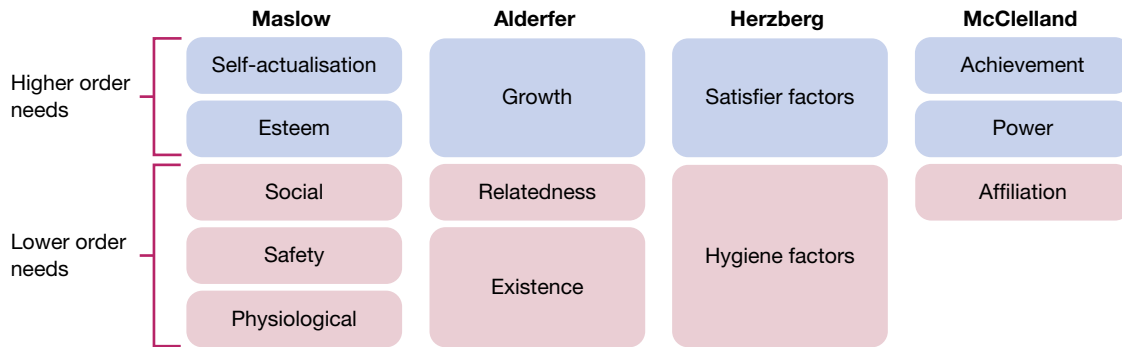 Maslow
Alderfer
Herzberg
McClelland
Higher order
needs
Self-actualisation
Growth
Satisfier factors
Achievement
Esteem
Power
Lower order
needs
Social
Relatedness
Hygiene factors
Affiliation
Safety
Existence
Physiological